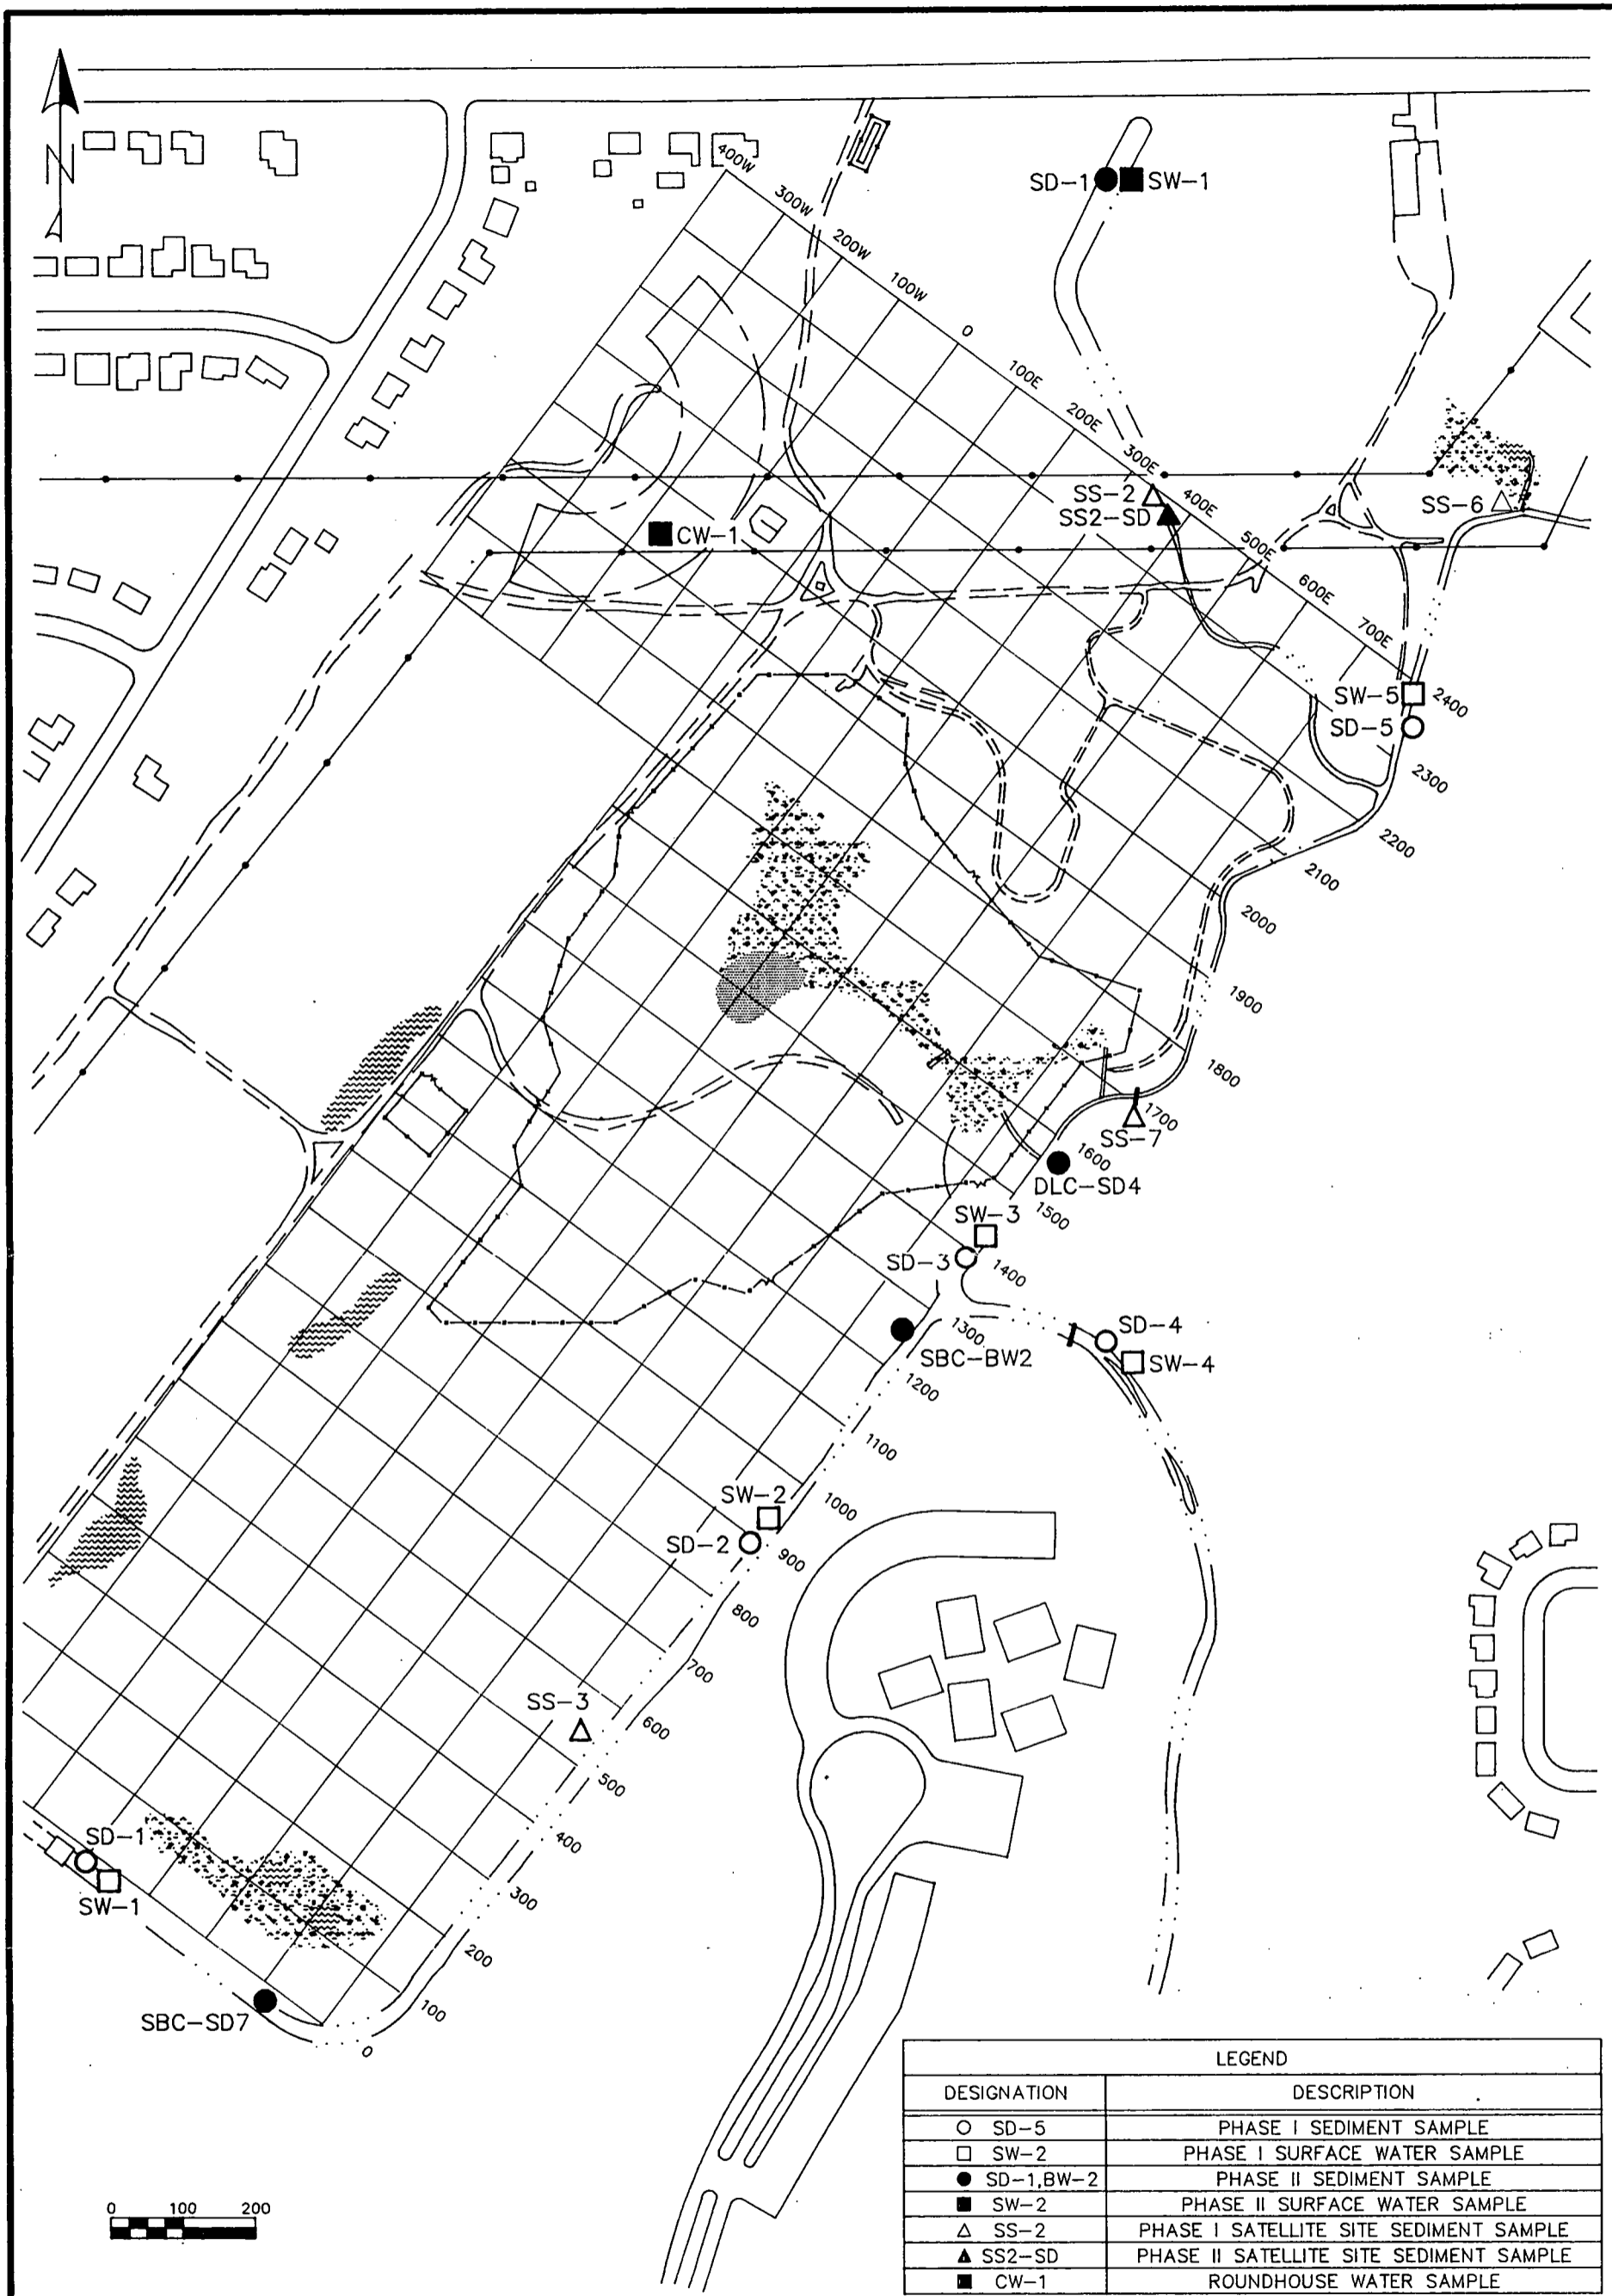 N
400W
300W
200W
100W
0
100E
200E
300E
400E
500E
600E
700E
SD-1
SW-1
SS-2
SS2-SD
SS-6
CW-1
SW-5
SD-5
2400
2300
2200
2100
2000
1900
1800
1700
SS-7
1600
DLC-SD4
1500
SW-3
SD-3
1400
SD-4
1300
SBC-BW2
SW-4
1200
1100
SW-2
1000
SD-2
900
800
700
SS-3
600
500
400
SD-1
SW-1
300
200
100
SBC-SD7
0
0 100 200
LEGEND
DESIGNATION DESCRIPTION
SD-5 PHASE I SEDIMENT SAMPLE
SW-2 PHASE I SURFACE WATER SAMPLE
SD-1,BW-2 PHASE II SEDIMENT SAMPLE
SW-2 PHASE II SURFACE WATER SAMPLE
SS-2 PHASE I SATELLITE SITE SEDIMENT SAMPLE
SS2-SD PHASE II SATELLITE SITE SEDIMENT SAMPLE
CW-1 ROUNDHOUSE WATER SAMPLE